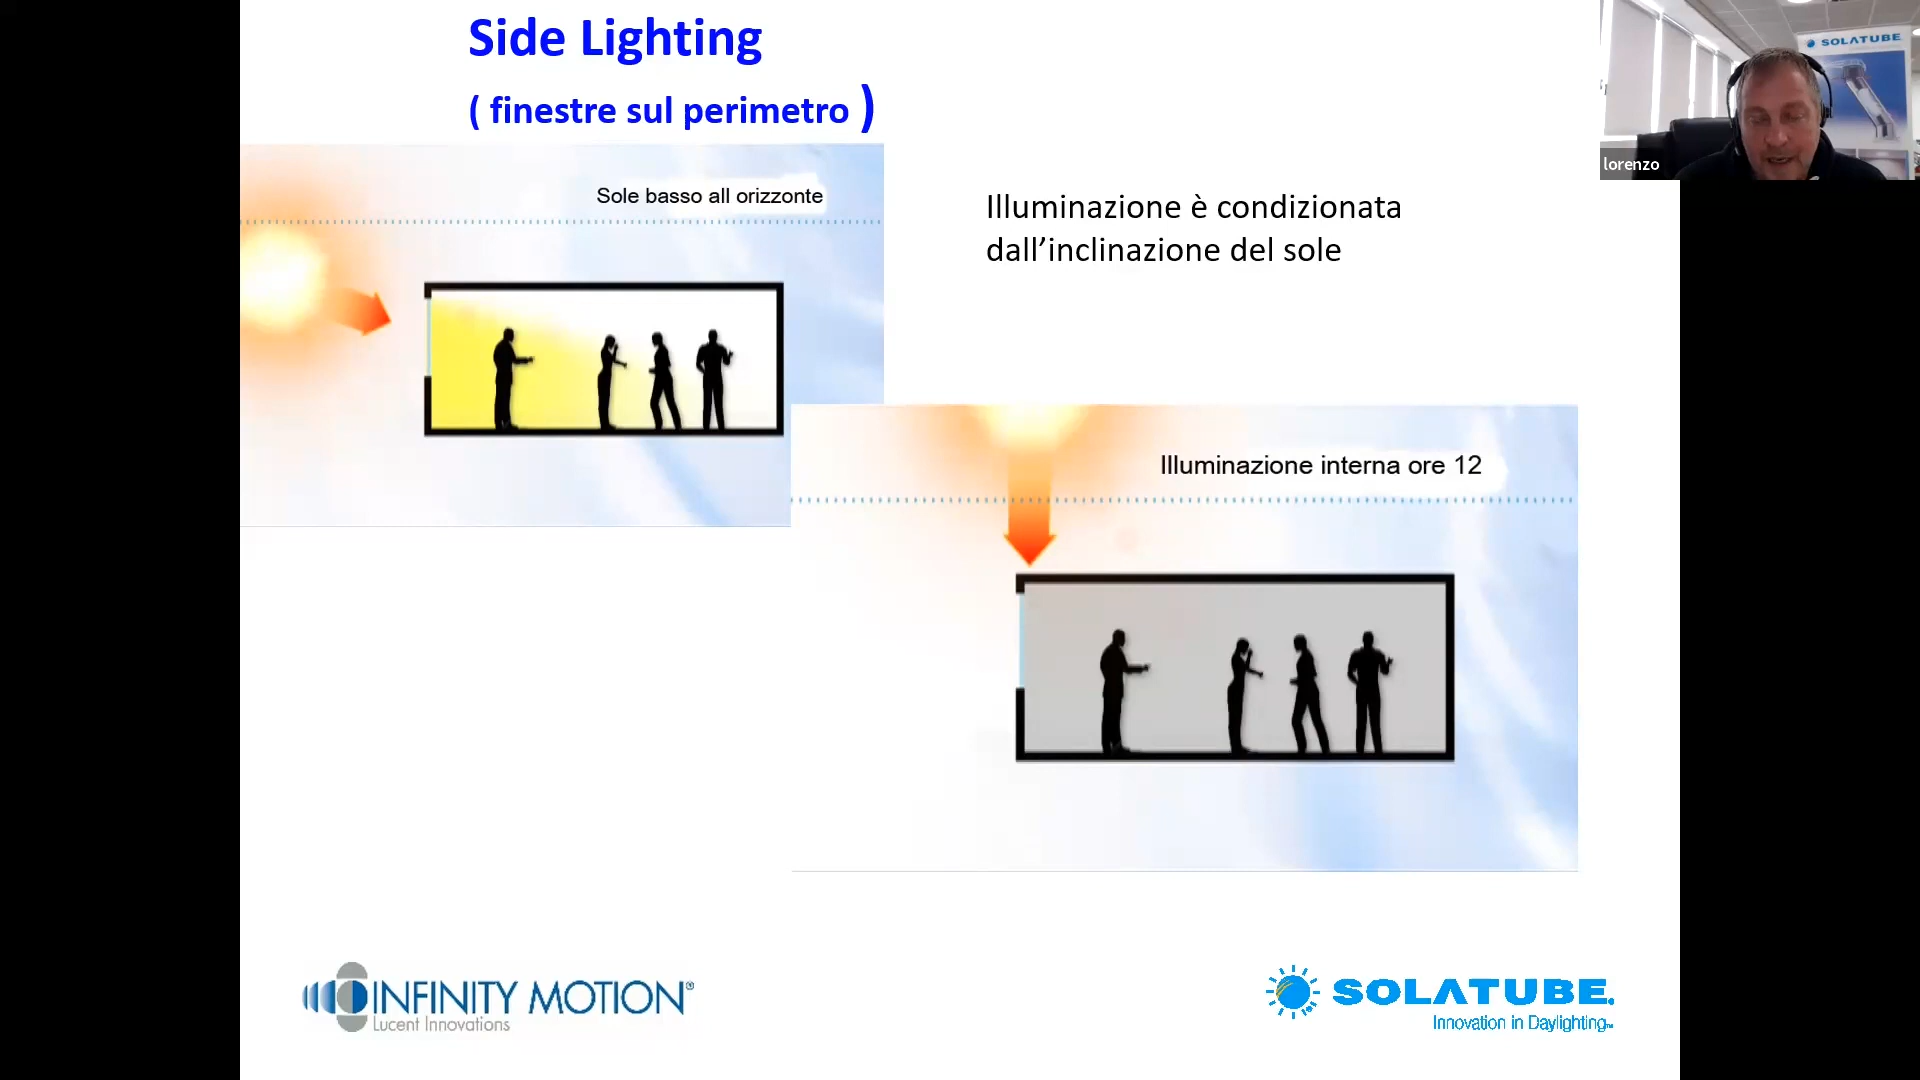 Side Lighting
( finestre sul perimetro )
SOLATUBE
lorenzo
Sole basso all orizzonte
Illuminazione è condizionata
dall’inclinazione del sole
Illuminazione interna ore 12
INFINITY MOTION®
Lucent Innovations
SOLATUBE.
Innovation in Daylighting™